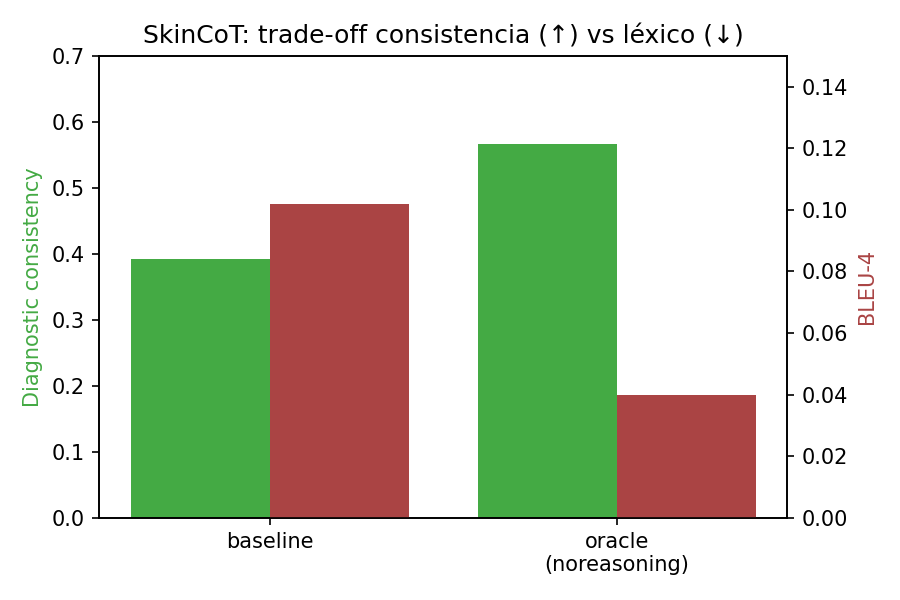 SkinCoT: trade-off consistencia (↑) vs léxico (↓)
Diagnostic consistency
0.7
0.6
0.5
0.4
0.3
0.2
0.1
0.0
0.14
0.12
0.10
0.08
0.06
0.04
0.02
0.00
BLEU-4
baseline
oracle
(noreasoning)